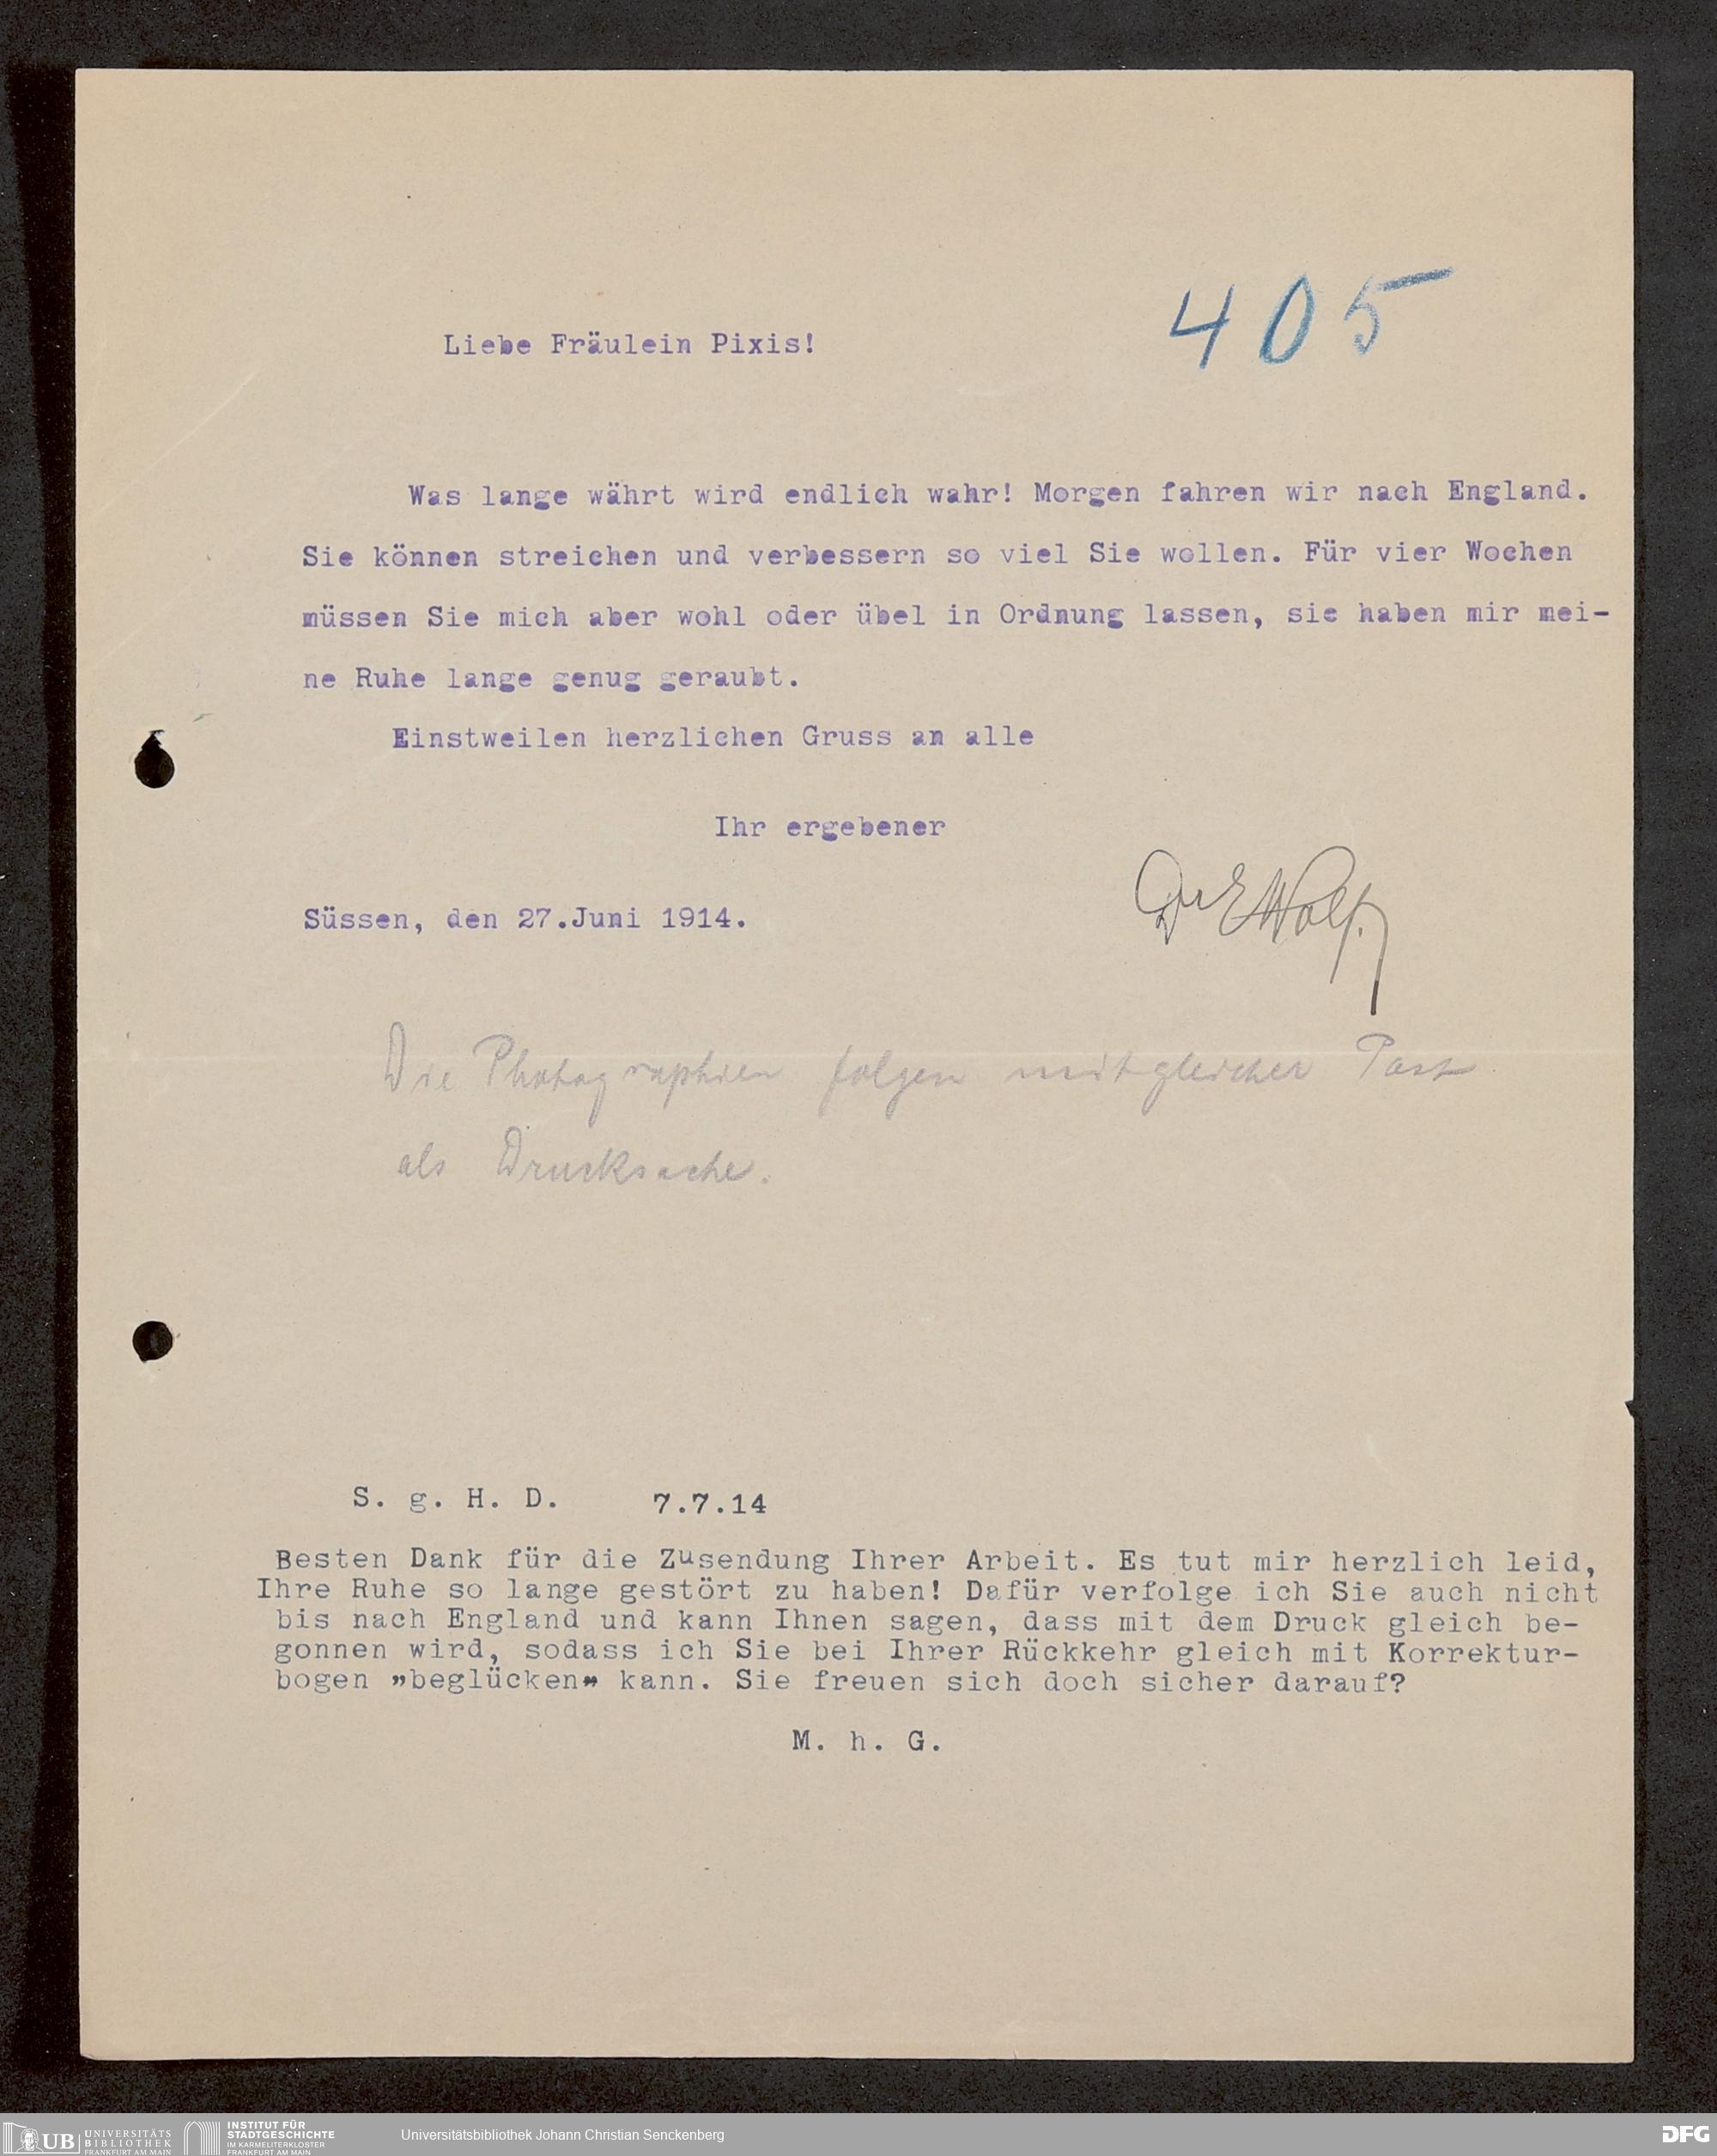 405
Liebe Fräulein Pixis!
Was lange währt wird endlich wahr! Morgen fahren wir nach England.
Sie können streichen und verbessern so viel Sie wollen. Für vier Wochen
müssen Sie mich aber wohl oder übel in Ordnung lassen, sie haben mir mei-
ne Ruhe lange genug geraubt.
Einstweilen herzlichen Gruss an alle
Ihr ergebener
Dr E Wolf.
Süssen, den 27.Juni 1914.
Die Photographien folgen mit gleicher Post
als Drucksache.
S. g. H. D. 7.7.14
Besten Dank für die Zusendung Ihrer Arbeit. Es tut mir herzlich leid,
Ihre Ruhe so lange gestört zu haben! Dafür verfolge ich Sie auch nicht
bis nach England und kann Ihnen sagen, dass mit dem Druck gleich be-
gonnen wird, sodass ich Sie bei Ihrer Rückkehr gleich mit Korrektur-
bogen "beglücken" kann. Sie freuen sich doch sicher darauf?
M. h. G.
UB UNIVERSITÄTS
BIBLIOTHEK
FRANKFURT AM MAIN
INSTITUT FÜR
STADTGESCHICHTE
IM KARMELITERKLOSTER
FRANKFURT AM MAIN
Universitätsbibliothek Johann Christian Senckenberg
DFG